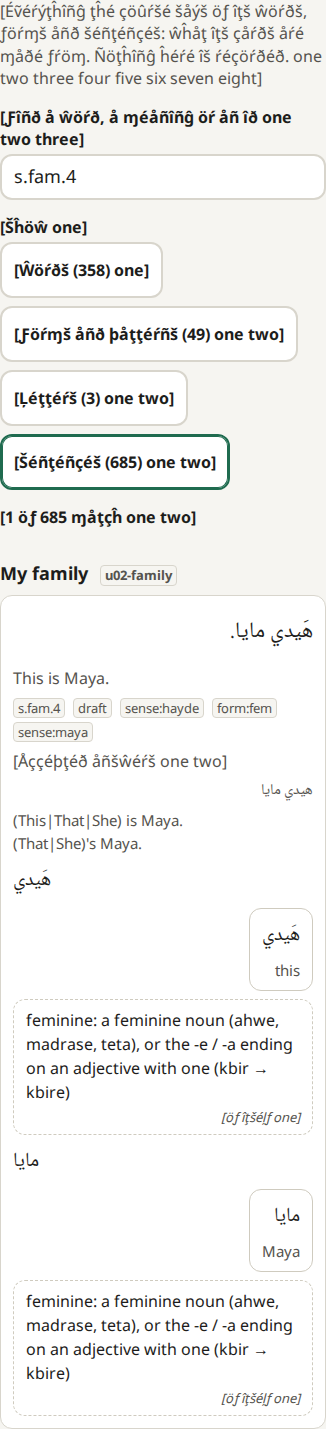 [Ëṽéŕýţĥîñĝ ţĥé çöûŕšé šåýš öƒ îţš ŵöŕðš,
ƒöŕɱš åñð šéñţéñçéš: ŵĥåţ îţš çåŕðš åŕé
ɱåðé ƒŕöɱ. Ñöţĥîñĝ ĥéŕé îš ŕéçöŕðéð. one
two three four five six seven eight]
[Ƒîñð å ŵöŕð, å ɱéåñîñĝ öŕ åñ îð one
two three]
s.fam.4
[Šĥöŵ one]
[Ŵöŕðš (358) one]
[Ƒöŕɱš åñð þåţţéŕñš (49) one two]
[Ļéţţéŕš (3) one two]
[Šéñţéñçéš (685) one two]
[1 öƒ 685 ɱåţçĥ one two]
My family u02-family
هَيدي مايا.
This is Maya.
s.fam.4 draft sense:hayde form:fem
sense:maya
[Åççéþţéð åñšŵéŕš one two]
هيدي مايا
(This|That|She) is Maya.
(That|She)'s Maya.
هَيدي
هَيدي
this
feminine: a feminine noun (ahwe,
madrase, teta), or the -e / -a ending
on an adjective with one (kbir →
kbire)
[öƒ îţšéļƒ one]
مايا
مايا
Maya
feminine: a feminine noun (ahwe,
madrase, teta), or the -e / -a ending
on an adjective with one (kbir →
kbire)
[öƒ îţšéļƒ one]